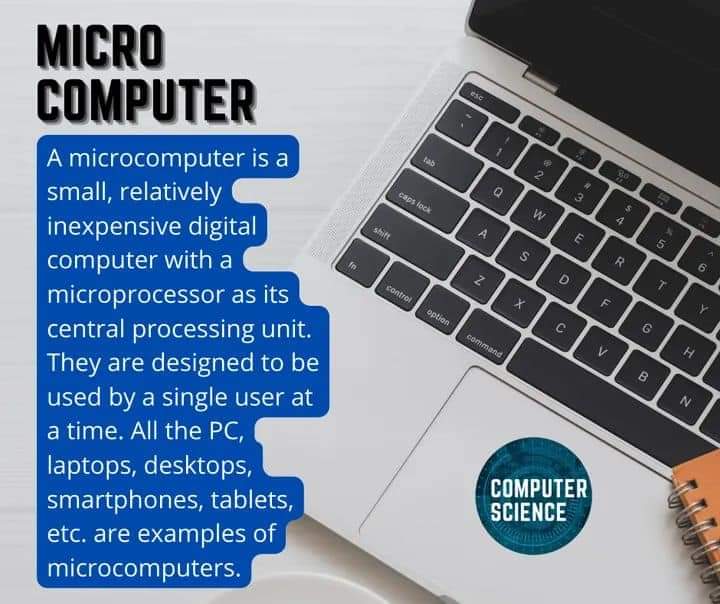 MICRO
COMPUTER
A microcomputer is a
small, relatively
inexpensive digital
computer with a
microprocessor as its
central processing unit.
They are designed to be
used by a single user at
a time. All the PC,
laptops, desktops,
smartphones, tablets,
etc. are examples of
microcomputers.
esc
~ `
! 1
@ 2
# 3
$ 4
% 5
6
tab
Q
W
E
R
T
Y
caps lock
A
S
D
F
G
H
shift
Z
X
C
V
B
N
fn
control
option
command
COMPUTER
SCIENCE